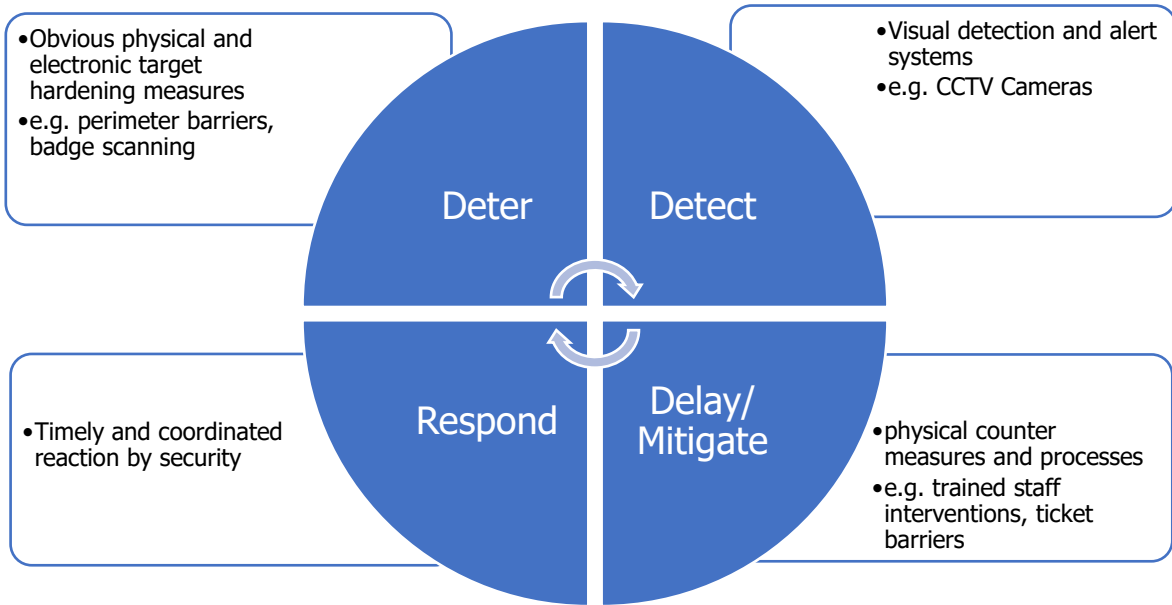 •Obvious physical and
electronic target
hardening measures
•e.g. perimeter barriers,
badge scanning
•Visual detection and alert
systems
•e.g. CCTV Cameras
Deter
Detect
Respond
Delay/
Mitigate
•Timely and coordinated
reaction by security
•physical counter
measures and processes
•e.g. trained staff
interventions, ticket
barriers